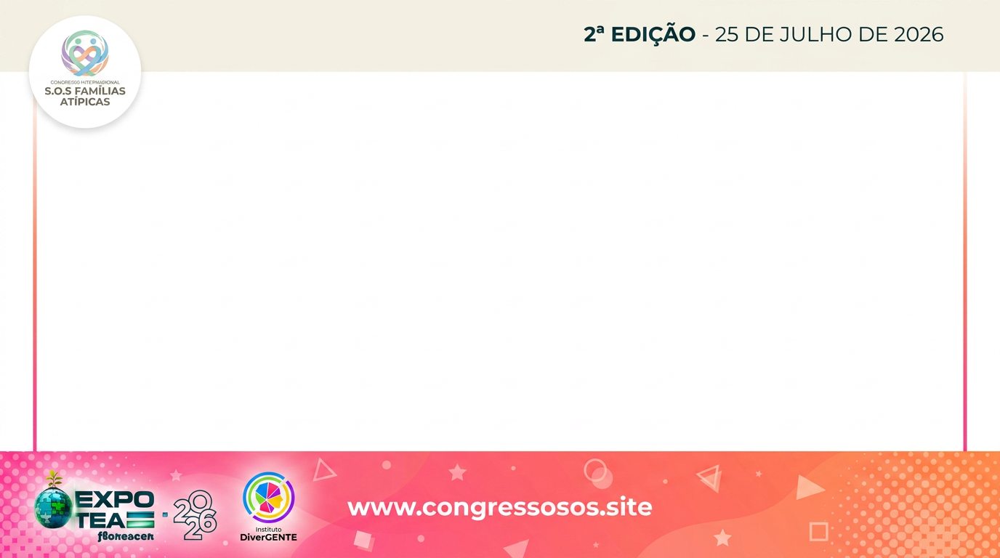 2ª EDIÇÃO - 25 DE JULHO DE 2026
CONGRESSO INTERNACIONAL
S.O.S FAMÍLIAS
ATÍPICAS
EXPO
TEA
florescer
2026
Instituto
DiverGENTE
www.congressosos.site